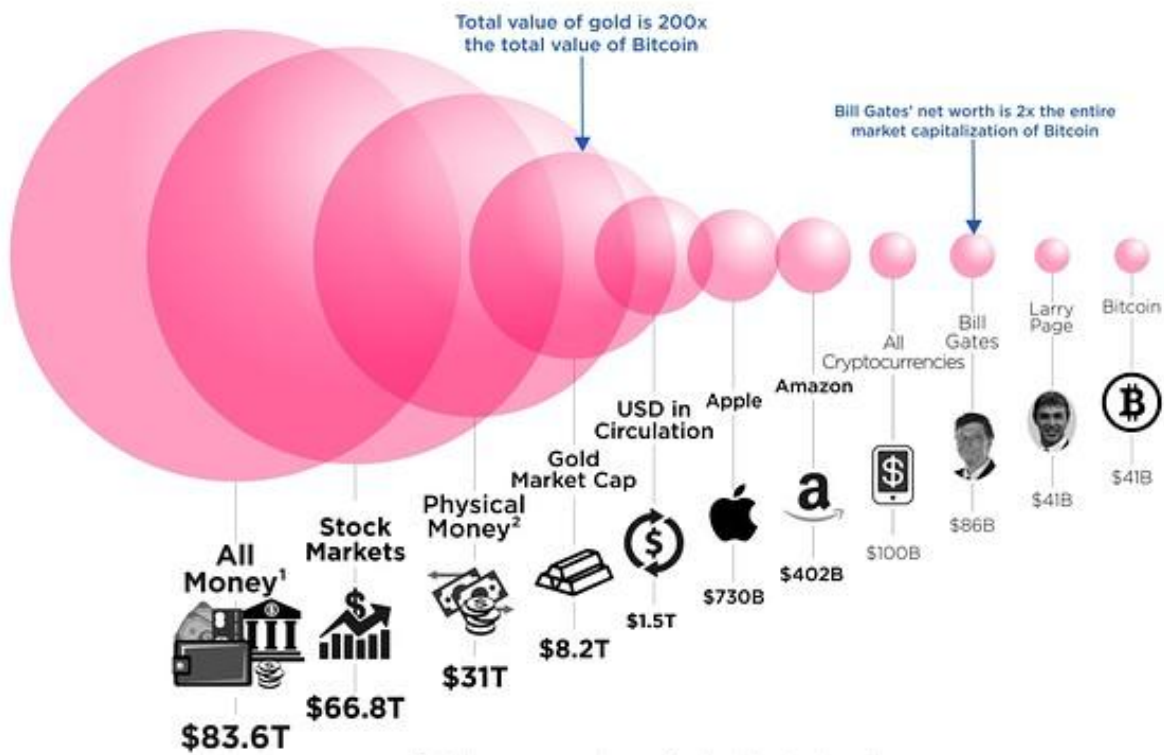 Total value of gold is 200x
the total value of Bitcoin
Bill Gates' net worth is 2x the entire
market capitalization of Bitcoin
All
Money¹
$83.6T
Stock
Markets
$66.8T
Physical
Money²
$31T
Gold
Market Cap
$8.2T
USD in
Circulation
$1.5T
Apple
$730B
Amazon
a
$402B
All
Cryptocurrencies
$100B
Bill
Gates
$86B
Larry
Page
$41B
Bitcoin
$41B